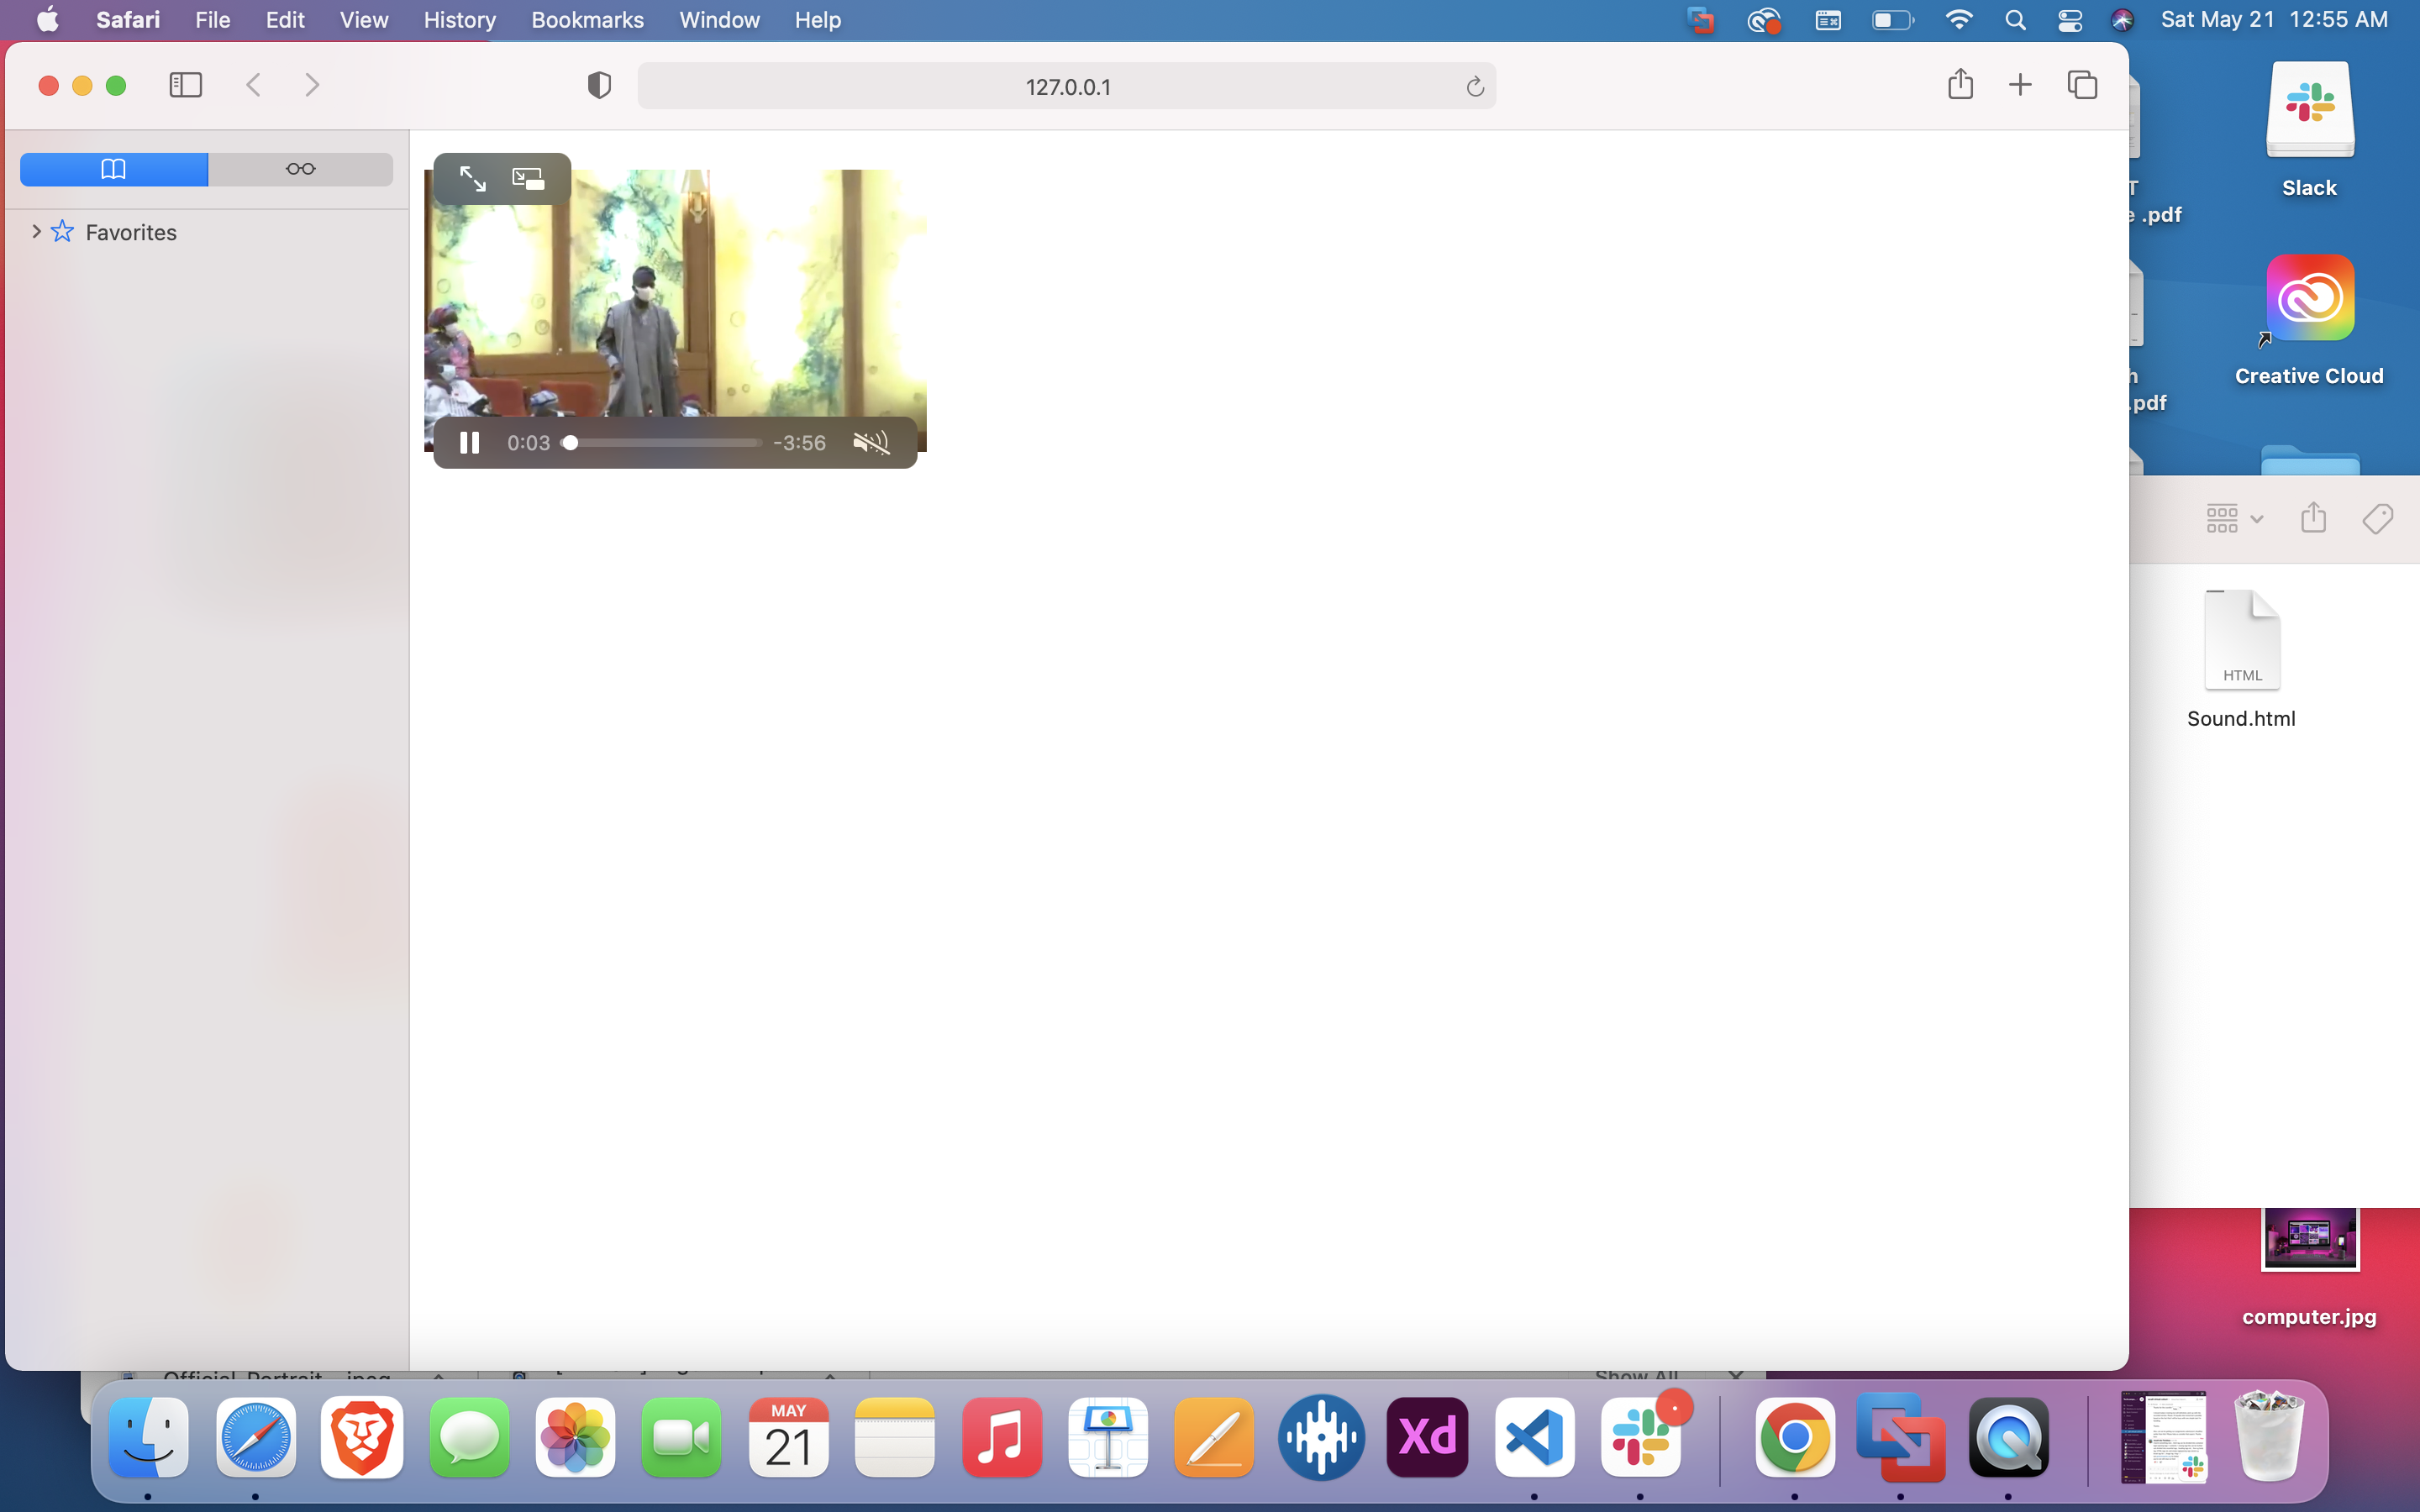 Safari File Edit View History Bookmarks Window Help Sat May 21 12:55 AM
127.0.0.1
Favorites
0:03 -3:56
Slack
e .pdf
Creative Cloud
.pdf
HTML
Sound.html
computer.jpg
Official Portrait
Show All
MAY
21
Xd